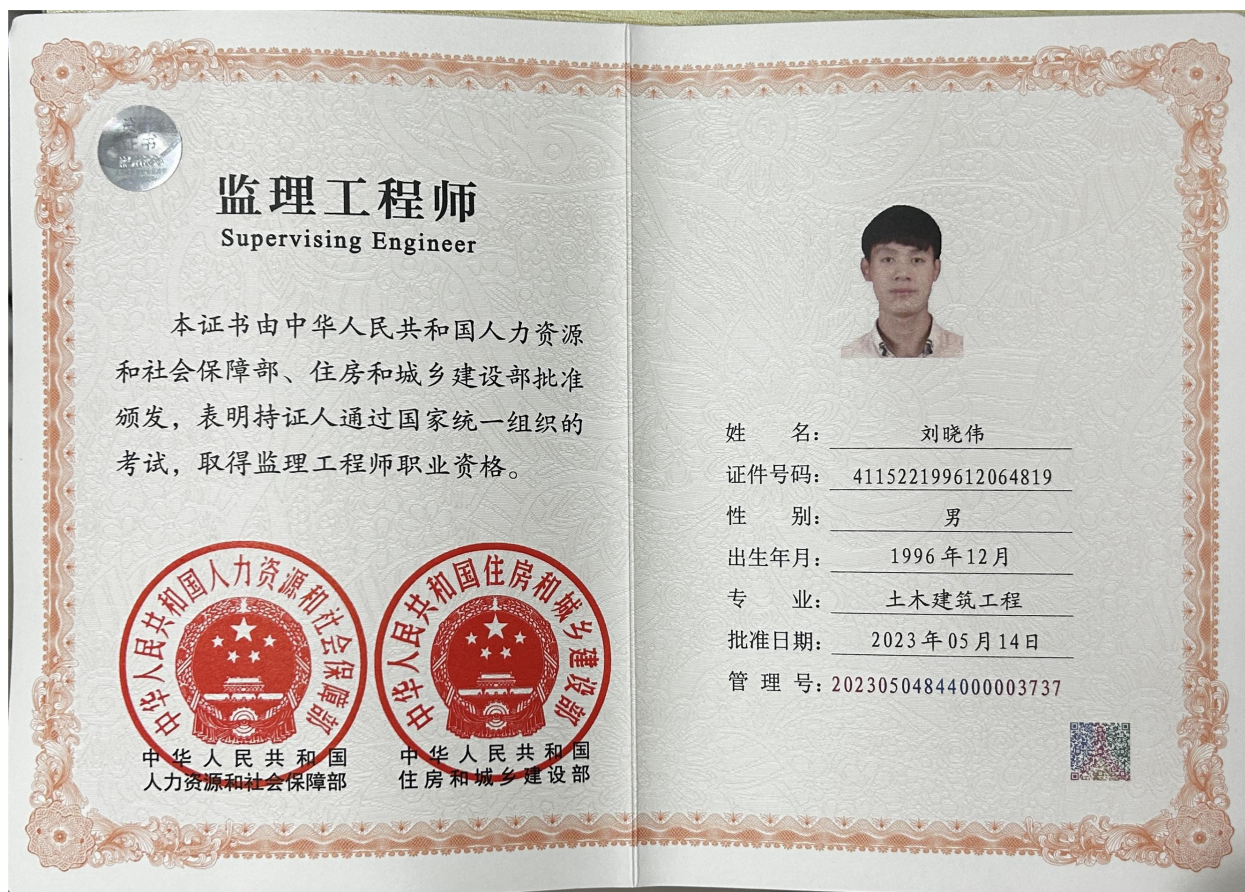 监理工程师
Supervising Engineer
本证书由中华人民共和国人力资源
和社会保障部、住房和城乡建设部批准
颁发，表明持证人通过国家统一组织的
考试，取得监理工程师职业资格。
中华人民共和国人力资源和社会保障部
中华人民共和国住房和城乡建设部
中华人民共和国
人力资源和社会保障部
中华人民共和国
住房和城乡建设部
姓 名：刘晓伟
证件号码：411522199612064819
性 别：男
出生年月：1996年12月
专 业：土木建筑工程
批准日期：2023年05月14日
管 理 号：20230504844000003737